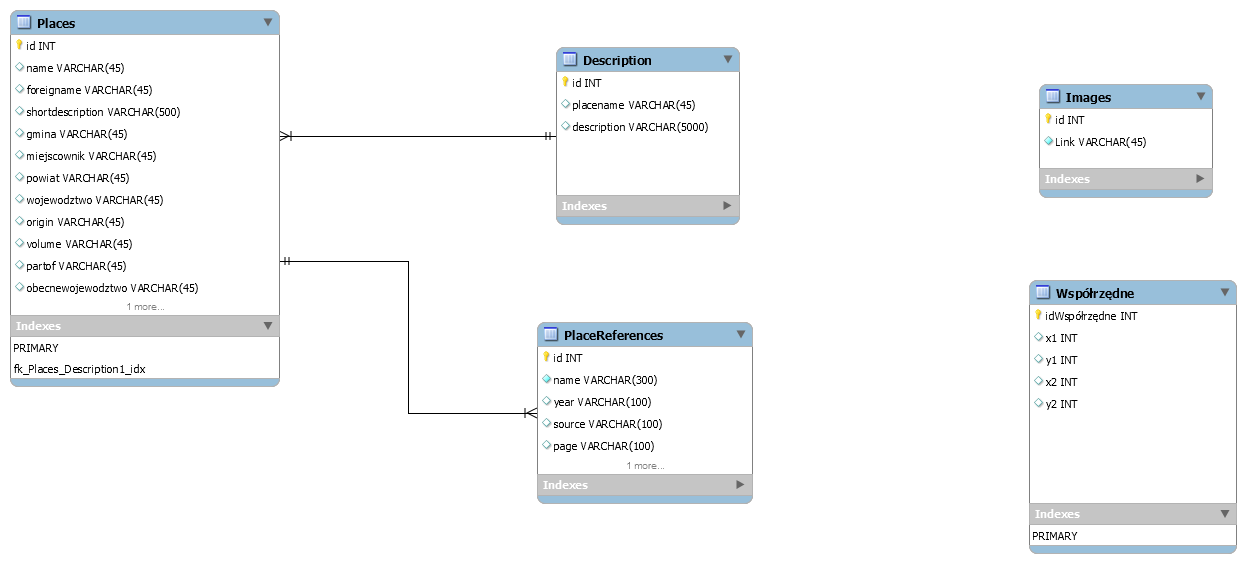 Places
id INT
name VARCHAR(45)
foreigname VARCHAR(45)
shortdescription VARCHAR(500)
gmina VARCHAR(45)
miejscownik VARCHAR(45)
powiat VARCHAR(45)
wojewodztwo VARCHAR(45)
origin VARCHAR(45)
volume VARCHAR(45)
partof VARCHAR(45)
obecnewojewodztwo VARCHAR(45)
1 more...
Indexes
PRIMARY
fk_Places_Description1_idx
Description
id INT
placename VARCHAR(45)
description VARCHAR(5000)
Indexes
PlaceReferences
id INT
name VARCHAR(300)
year VARCHAR(100)
source VARCHAR(100)
page VARCHAR(100)
1 more...
Indexes
Images
id INT
Link VARCHAR(45)
Indexes
Współrzędne
idWspółrzędne INT
x1 INT
y1 INT
x2 INT
y2 INT
Indexes
PRIMARY